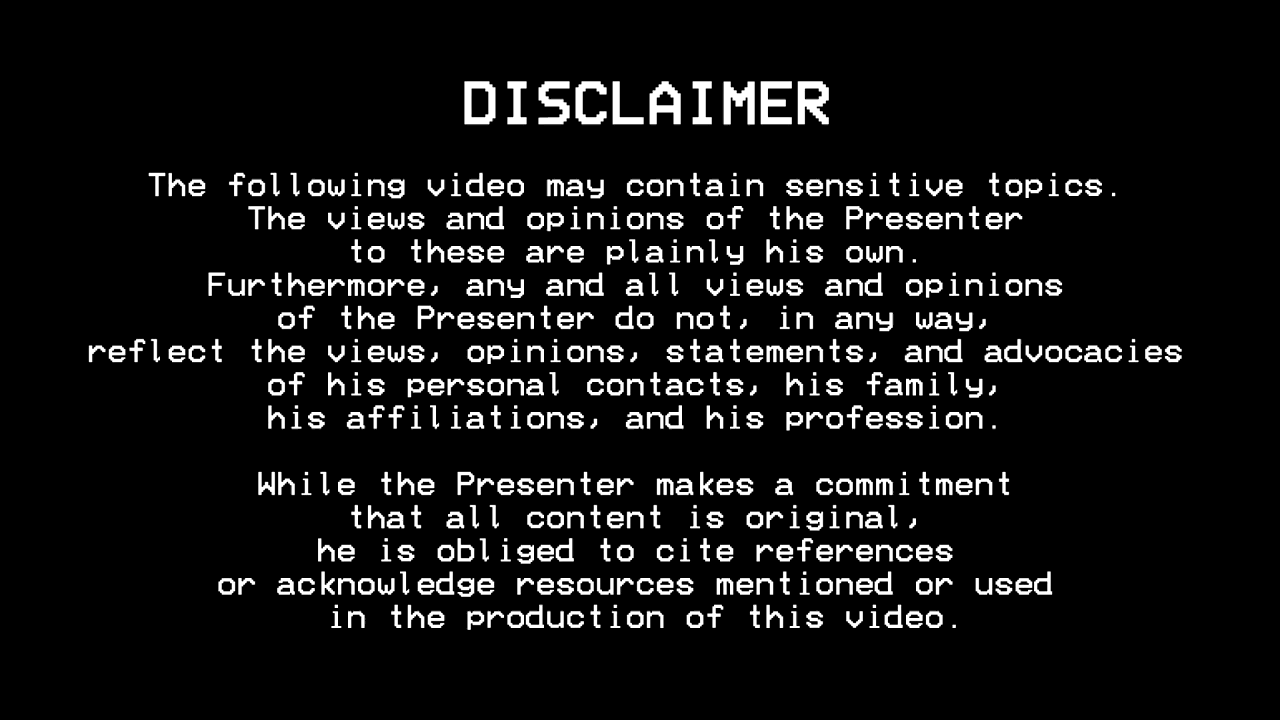 DISCLAIMER
The following video may contain sensitive topics.
The views and opinions of the Presenter
to these are plainly his own.
Furthermore, any and all views and opinions
of the Presenter do not, in any way,
reflect the views, opinions, statements, and advocacies
of his personal contacts, his family,
his affiliations, and his profession.
While the Presenter makes a commitment
that all content is original,
he is obliged to cite references
or acknowledge resources mentioned or used
in the production of this video.